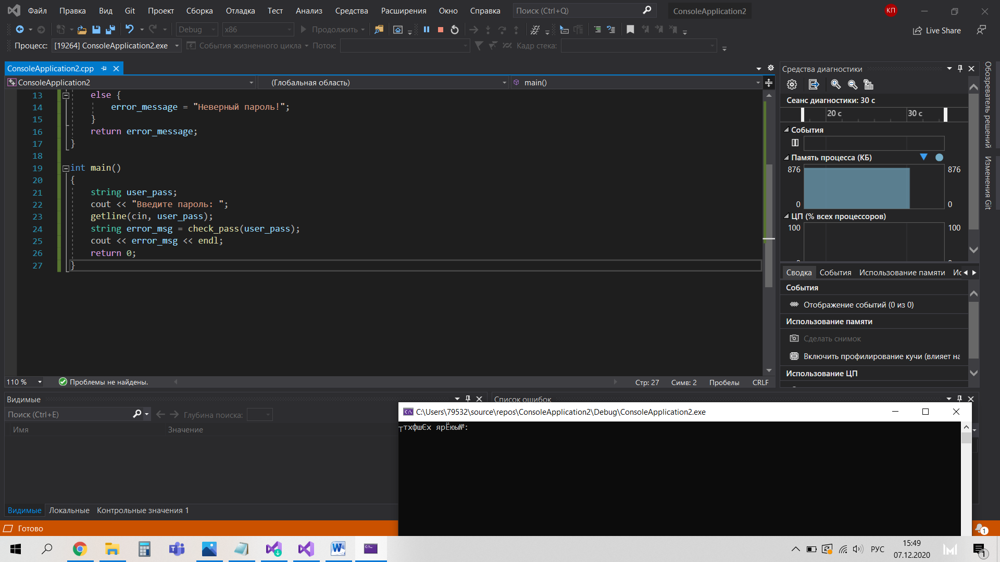 Файл Правка Вид Git Проект Сборка Отладка Тест Анализ Средства Расширения Окно Справка Поиск (Ctrl+Q) ConsoleApplication2 КП
Debug x86 Продолжить Live Share
Процесс: [19264] ConsoleApplication2.exe События жизненного цикла Поток: Кадр стека:
ConsoleApplication2.cpp
ConsoleApplication2 (Глобальная область) main()
13 else {
14 error_message = "Неверный пароль!";
15 }
16 return error_message;
17 }
18
19 int main()
20 {
21 string user_pass;
22 cout << "Введите пароль: ";
23 getline(cin, user_pass);
24 string error_msg = check_pass(user_pass);
25 cout << error_msg << endl;
26 return 0;
27 }
110 % Проблемы не найдены. Стр: 27 Симв: 2 Пробелы CRLF
Средства диагностики
Сеанс диагностики: 30 с
20 с 30 с
События
Память процесса (КБ)
876 876
0 0
ЦП (% всех процессоров)
100 100
Сводка События Использование памяти Ис
События
Отображение событий (0 из 0)
Использование памяти
Сделать снимок
Включить профилирование кучи (влияет на
Использование ЦП
Обозреватель решений
Изменения Git
Видимые
Поиск (Ctrl+E) Глубина поиска:
Имя Значение
Видимые Локальные Контрольные значения 1
Список ошибок
C:\Users\79532\source\repos\ConsoleApplication2\Debug\ConsoleApplication2.exe
┬тхфшЄх ярЁюы№:
Готово
1
РУС
15:49
07.12.2020
1